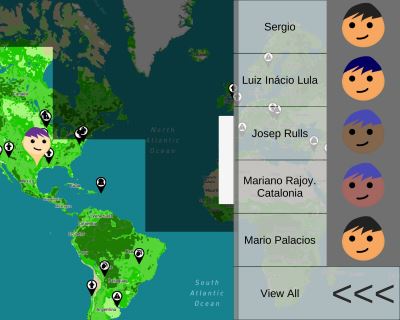 Sergio
Luiz Inácio Lula
Josep Rulls
Mariano Rajoy.
Catalonia
Mario Palacios
View All <<<
North
Atlantic
Ocean
South
Atlantic
Ocean